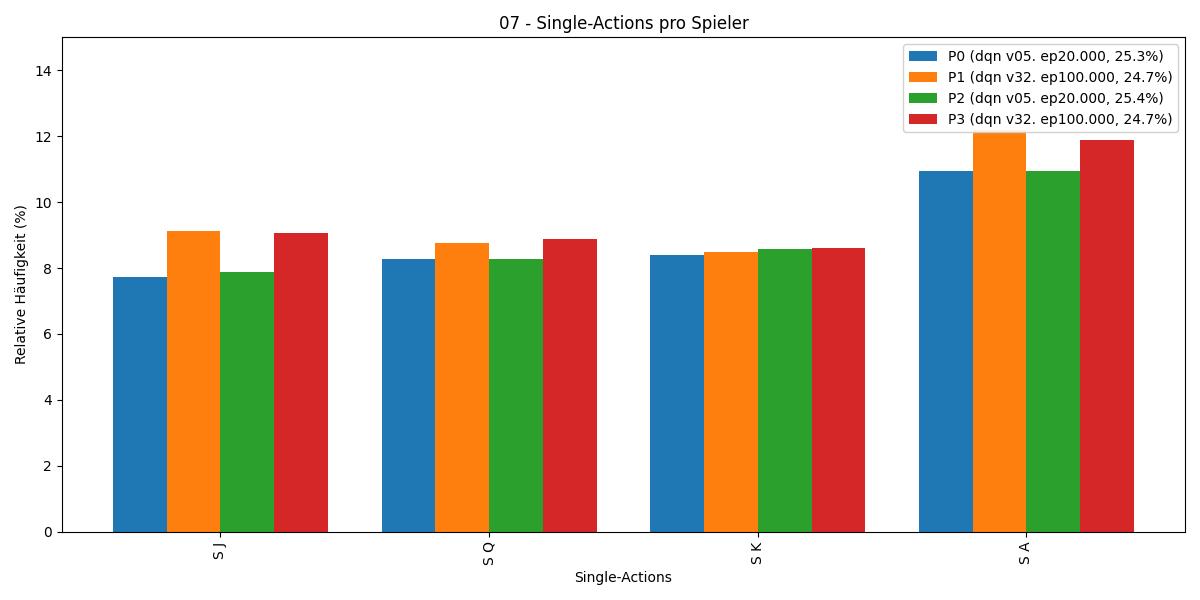 07 - Single-Actions pro Spieler
P0 (dqn v05. ep20.000, 25.3%)
P1 (dqn v32. ep100.000, 24.7%)
P2 (dqn v05. ep20.000, 25.4%)
P3 (dqn v32. ep100.000, 24.7%)
Relative Häufigkeit (%)
14
12
10
8
6
4
2
0
S J
S Q
S K
S A
Single-Actions